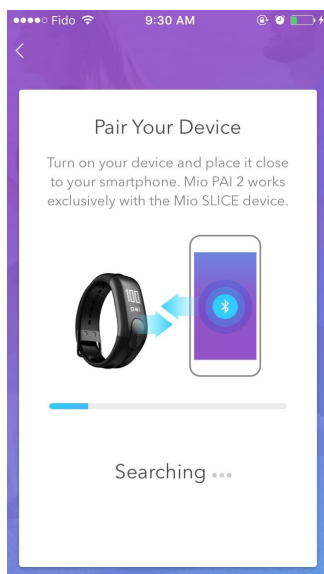 Fido 9:30 AM
Pair Your Device
Turn on your device and place it close
to your smartphone. Mio PAI 2 works
exclusively with the Mio SLICE device.
100
PAI
Searching ...